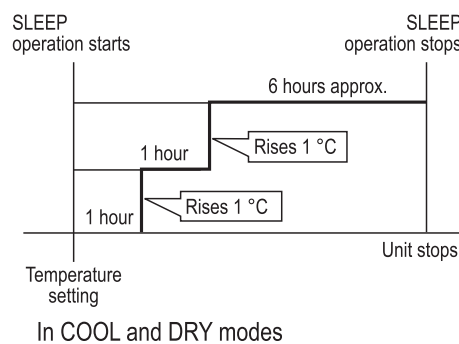 SLEEP
operation starts
SLEEP
operation stops
6 hours approx.
Rises 1 °C
1 hour
Rises 1 °C
1 hour
Unit stops
Temperature
setting
In COOL and DRY modes